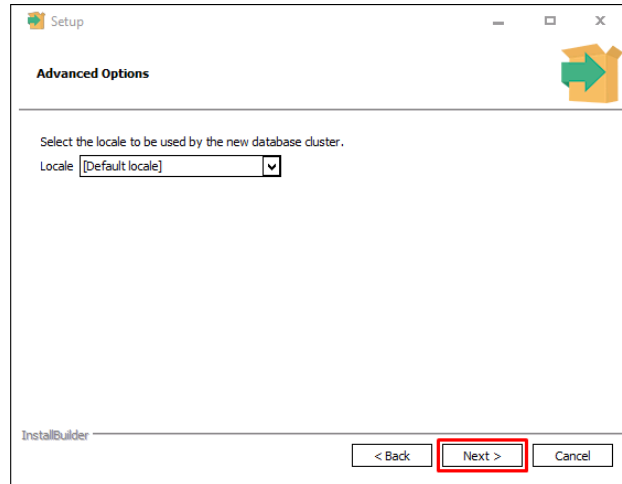 Setup
Advanced Options
Select the locale to be used by the new database cluster.
Locale [Default locale]
InstallBuilder
< Back Next > Cancel